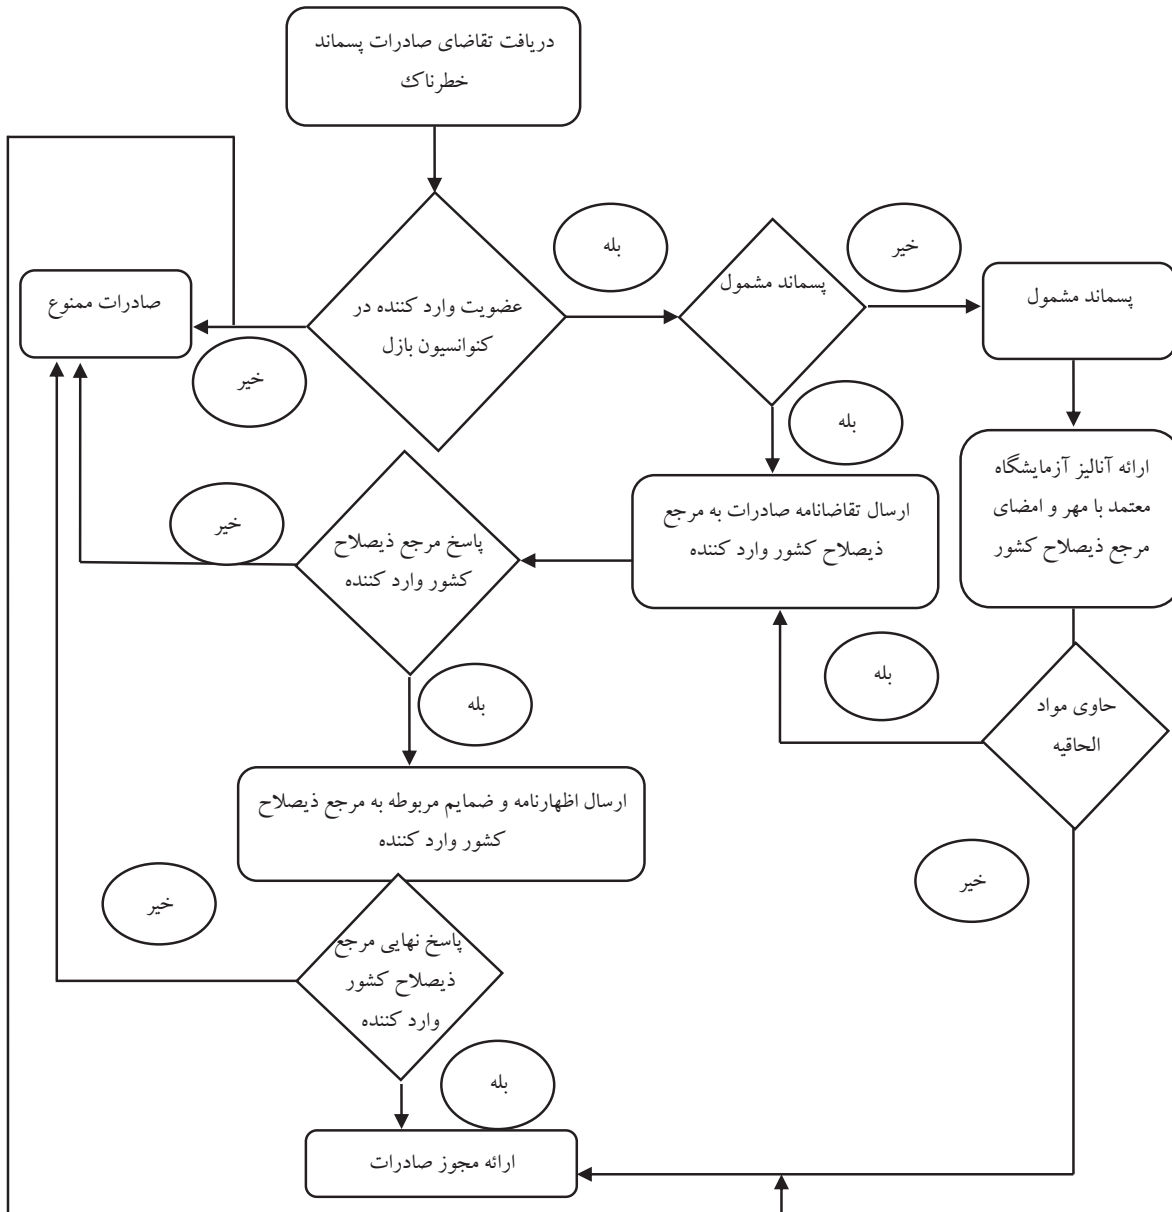 دریافت تقاضای صادرات پسماند
خطرناك
بله
خیر
پسماند مشمول
پسماند مشمول
صادرات ممنوع
عضویت وارد کننده در
کنوانسیون بازل
خیر
بله
ارائه آنالیز آزمایشگاه
معتمد با مهر و امضای
مرجع ذیصلاح کشور
ارسال تقاضانامه صادرات به مرجع
ذیصلاح کشور وارد کننده
خیر
پاسخ مرجع ذیصلاح
کشور وارد کننده
بله
بله
حاوی مواد
الحاقیه
ارسال اظهارنامه و ضمایم مربوطه به مرجع ذیصلاح
کشور وارد کننده
خیر
خیر
پاسخ نهایی مرجع
ذیصلاح کشور
وارد کننده
بله
ارائه مجوز صادرات